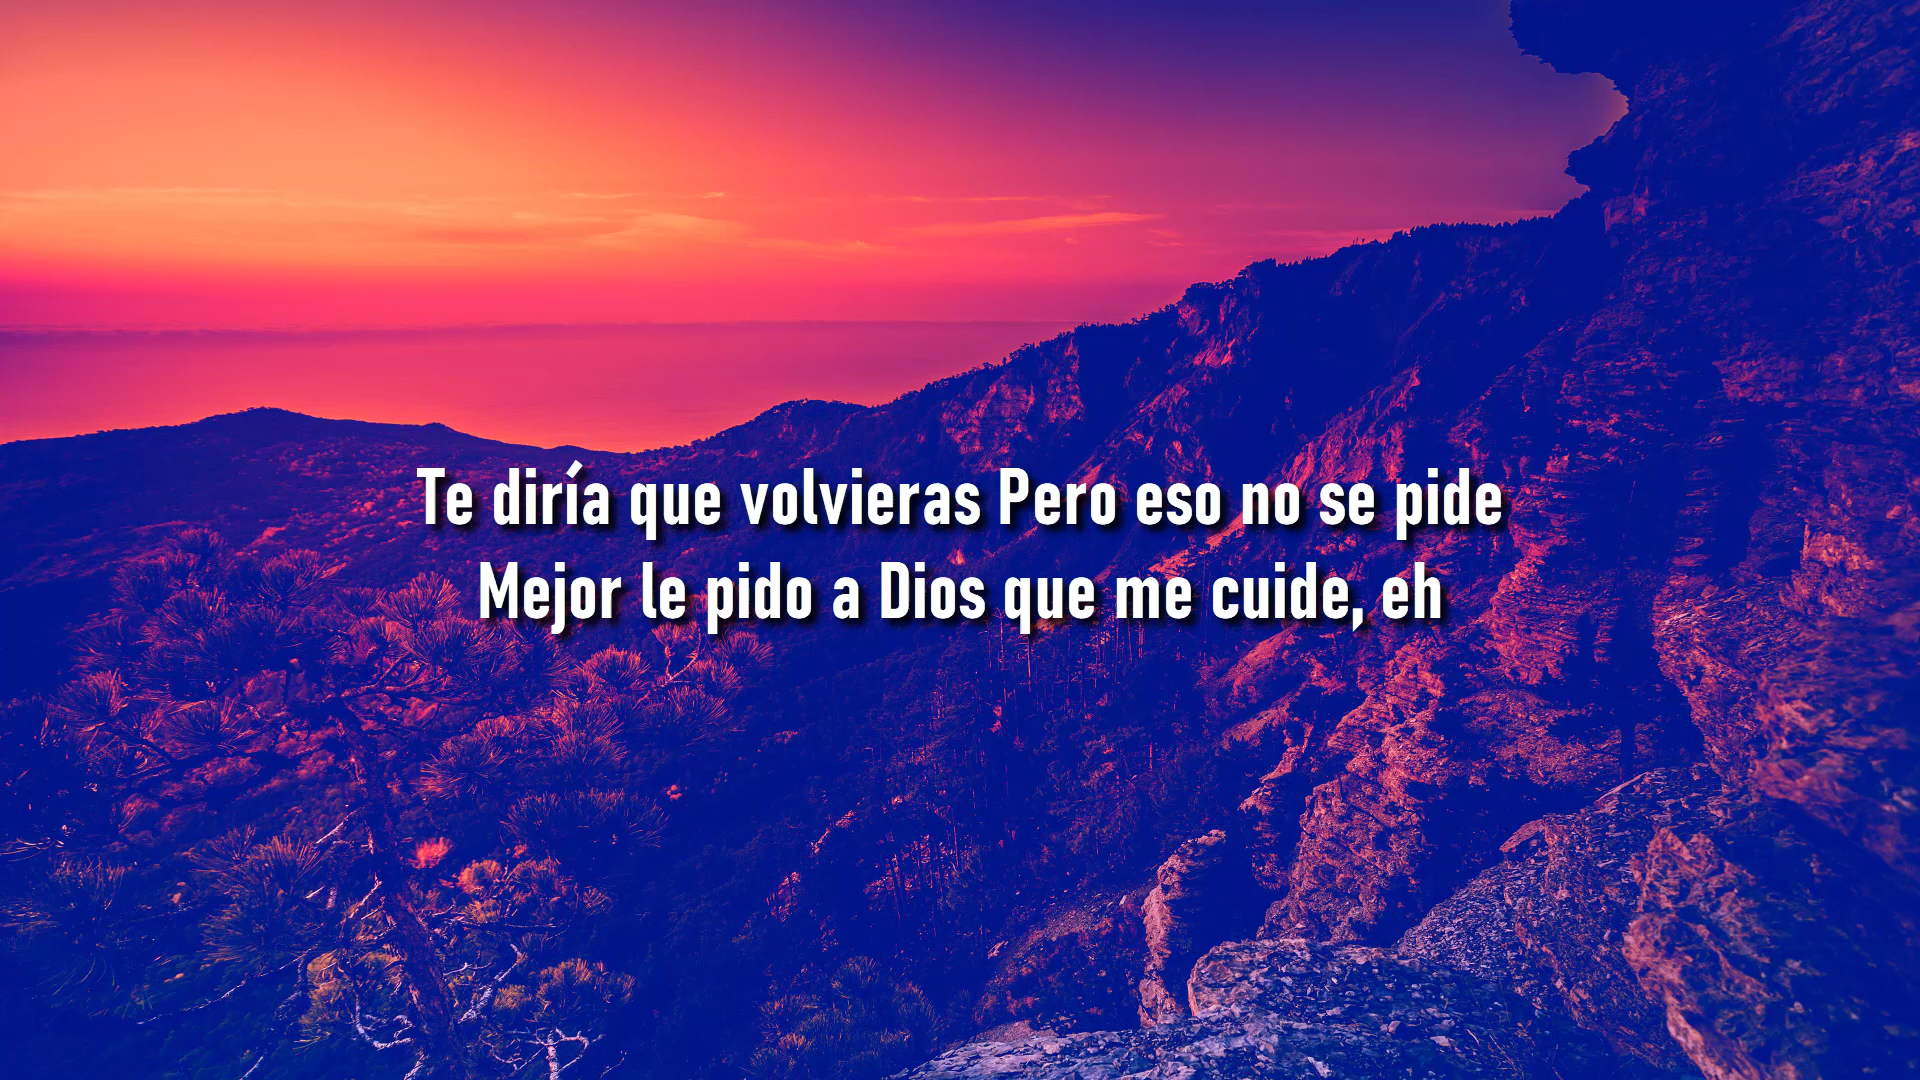 Te diría que volvieras Pero eso no se pide
Mejor le pido a Dios que me cuide, eh